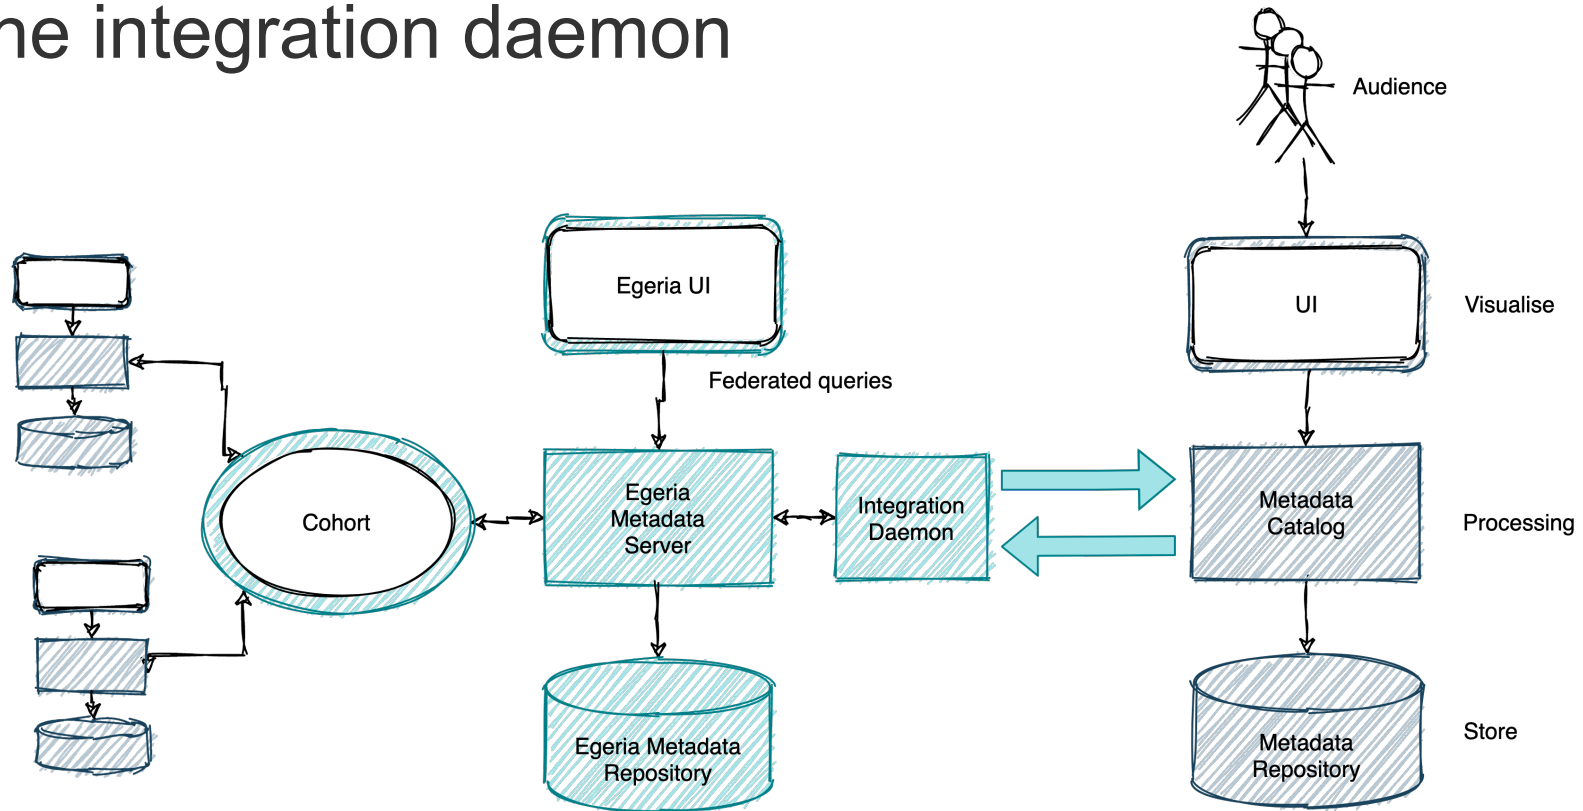 ne integration daemon
Audience
Egeria UI
UI
Visualise
Federated queries
Cohort
Egeria
Metadata
Server
Integration
Daemon
Metadata
Catalog
Processing
Egeria Metadata
Repository
Metadata
Repository
Store